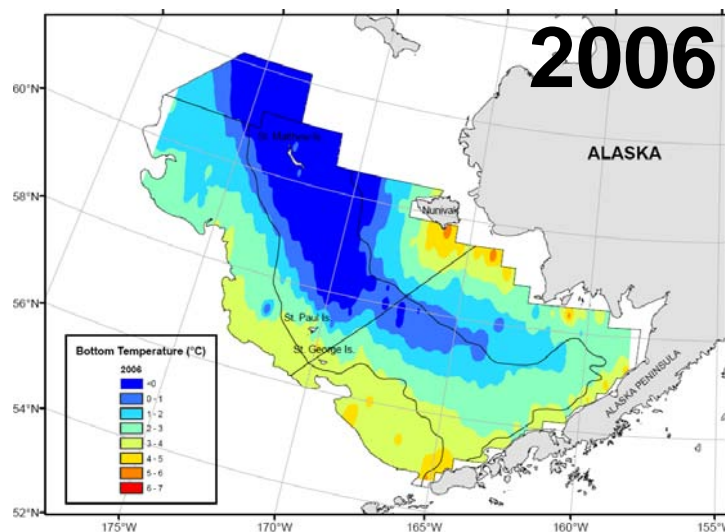 2006
60°N
58°N
56°N
54°N
52°N
ALASKA
St. Matthew Is.
Nunivak
St. Paul Is.
St. George Is.
ALASKA PENINSULA
Bottom Temperature (°C)
2006
<0
0 - 1
1 - 2
2 - 3
3 - 4
4 - 5
5 - 6
6 - 7
175°W
170°W
165°W
160°W